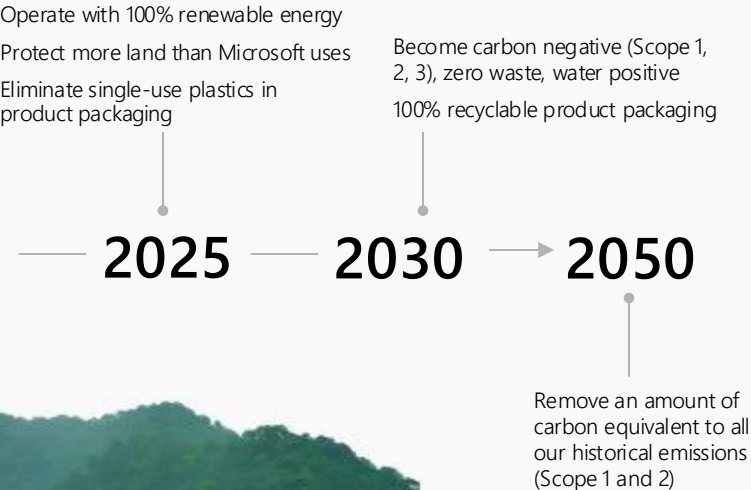 Operate with 100% renewable energy
Protect more land than Microsoft uses
Eliminate single-use plastics in
product packaging
Become carbon negative (Scope 1,
2, 3), zero waste, water positive
100% recyclable product packaging
2025
2030
2050
Remove an amount of
carbon equivalent to all
our historical emissions
(Scope 1 and 2)